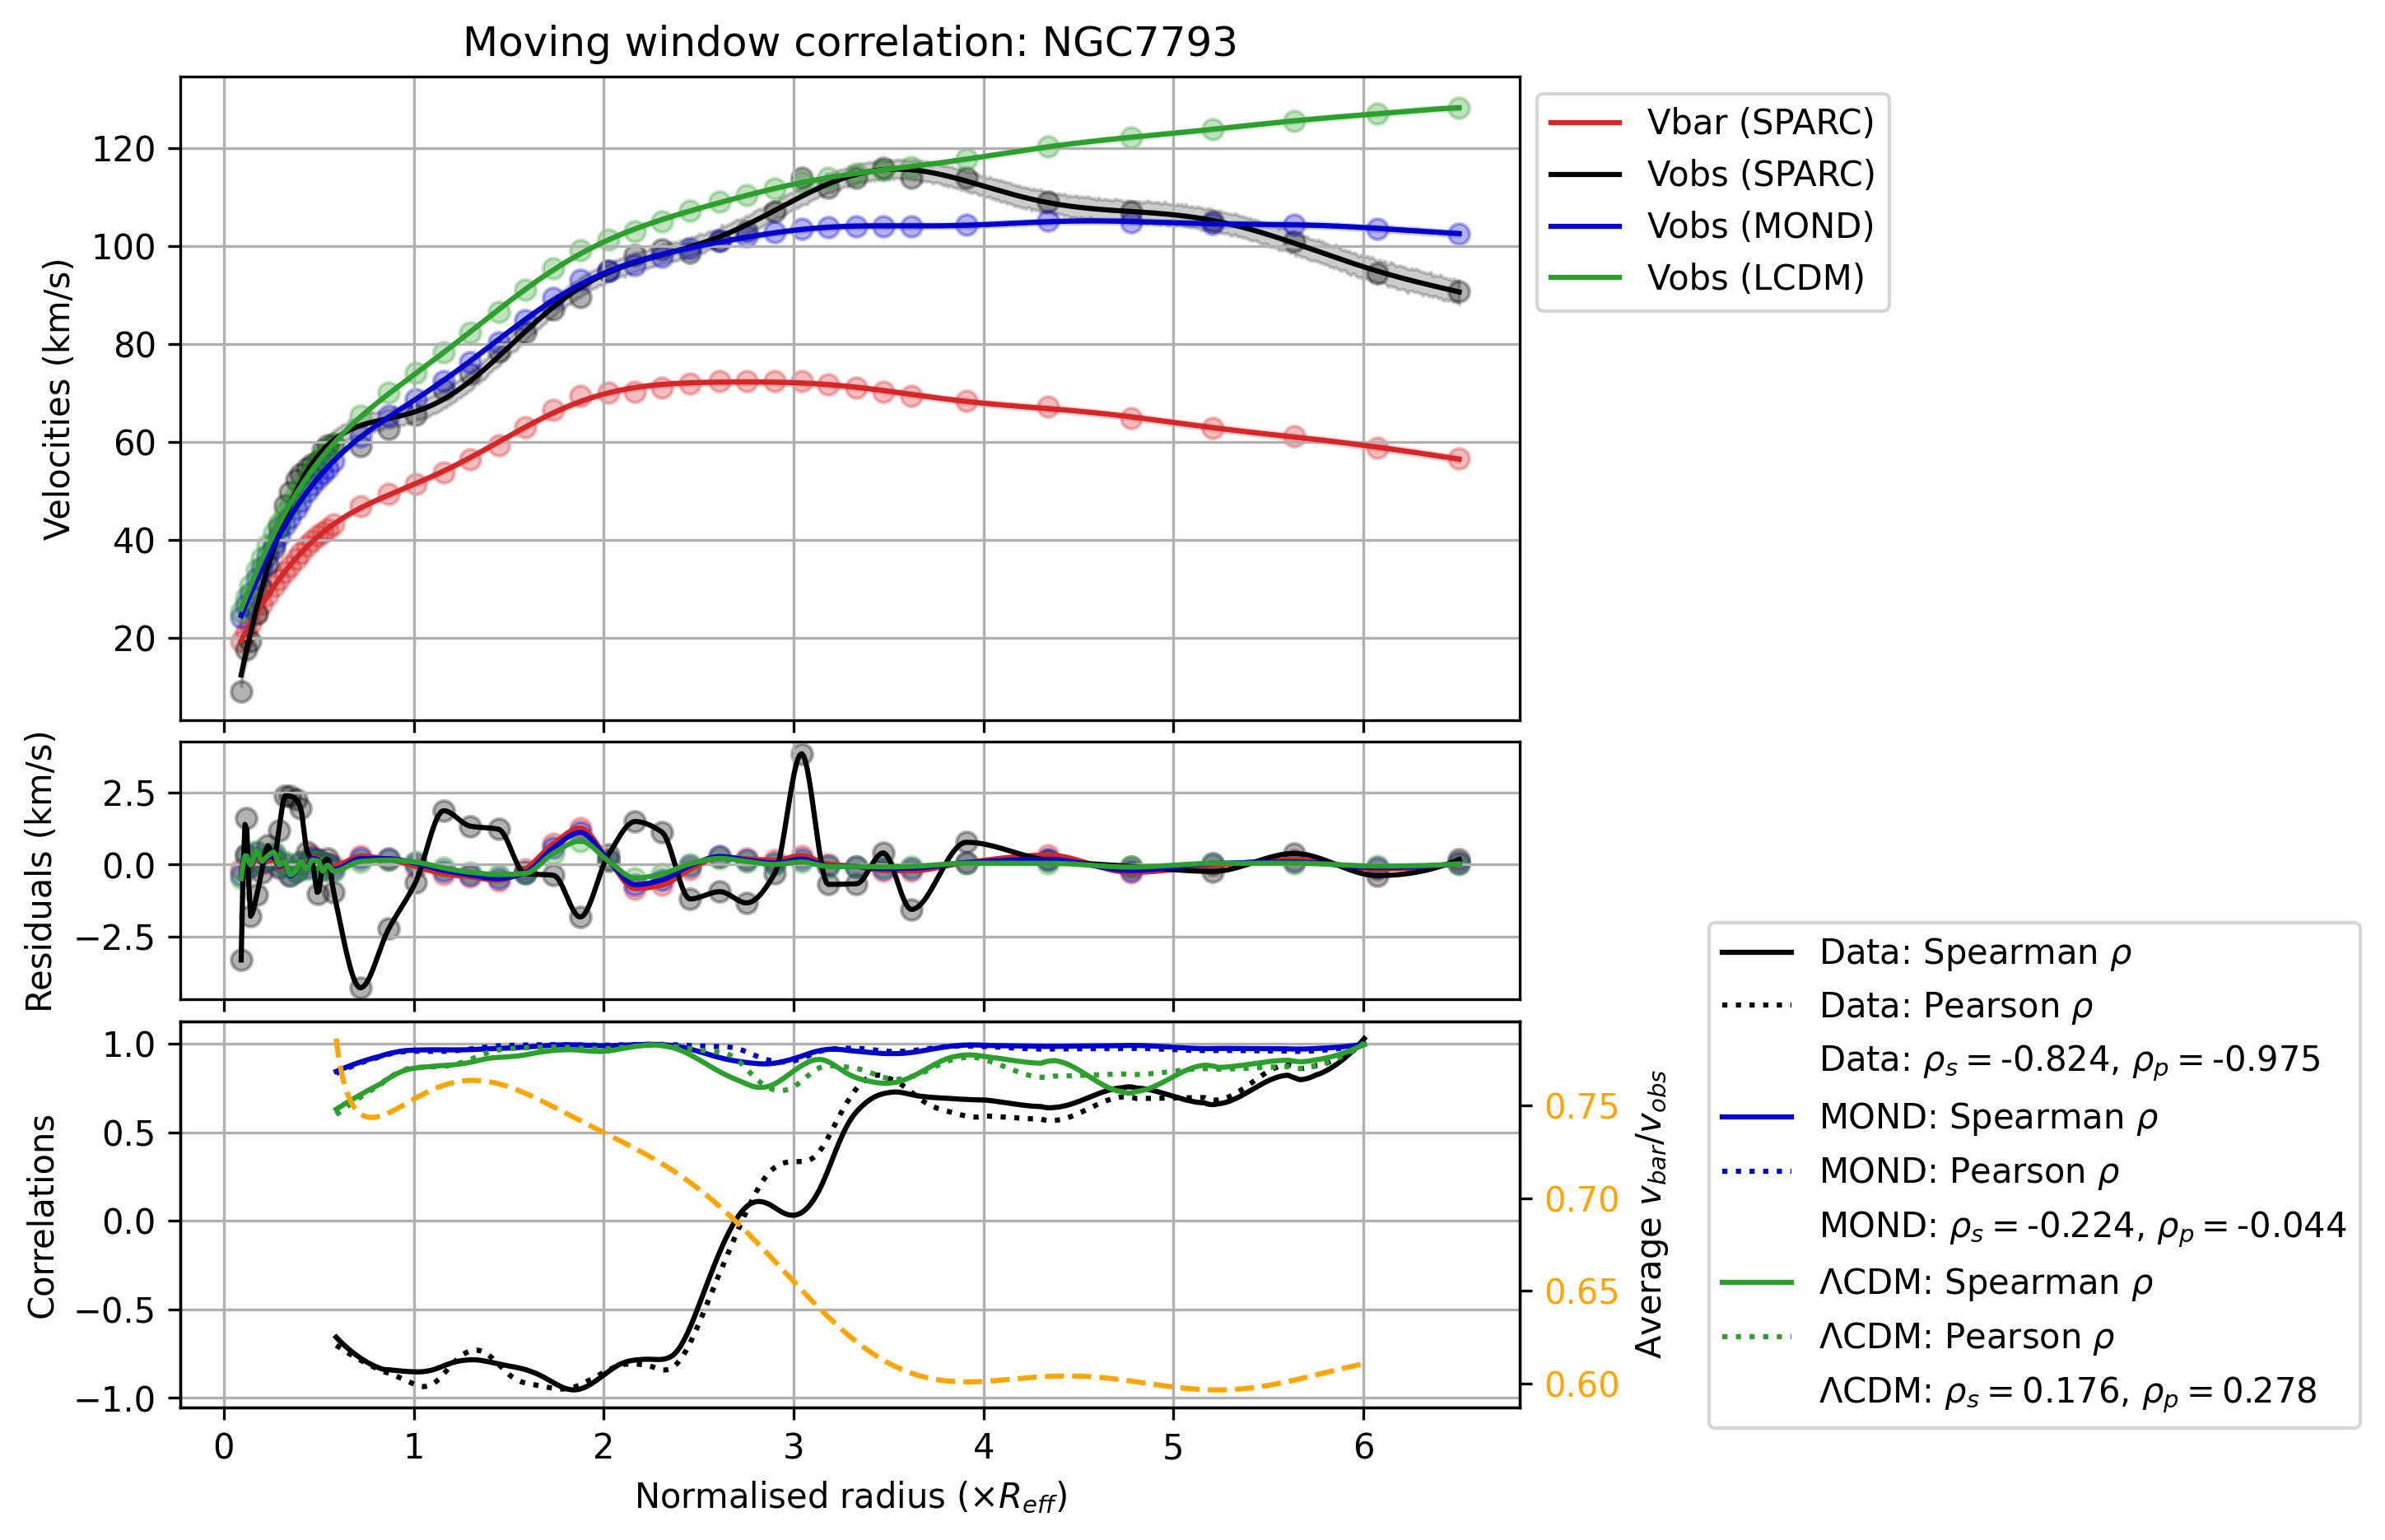 Moving window correlation: NGC7793
Velocities (km/s)
120
100
80
60
40
20
Vbar (SPARC)
Vobs (SPARC)
Vobs (MOND)
Vobs (LCDM)
Residuals (km/s)
2.5
0.0
−2.5
Correlations
1.0
0.5
0.0
−0.5
−1.0
0.75
0.70
0.65
0.60
Average v_bar/v_obs
0 1 2 3 4 5 6
Normalised radius (×R_eff)
Data: Spearman ρ
Data: Pearson ρ
Data: ρ_s = -0.824, ρ_p = -0.975
MOND: Spearman ρ
MOND: Pearson ρ
MOND: ρ_s = -0.224, ρ_p = -0.044
ΛCDM: Spearman ρ
ΛCDM: Pearson ρ
ΛCDM: ρ_s = 0.176, ρ_p = 0.278